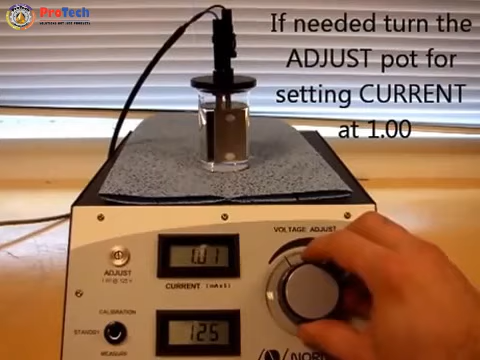 ProTech
If needed turn the
ADJUST pot for
setting CURRENT
at 1.00
VOLTAGE ADJUST
1.01
ADJUST
CURRENT (mA±)
CALIBRATION
STANDBY
125
MEASURE